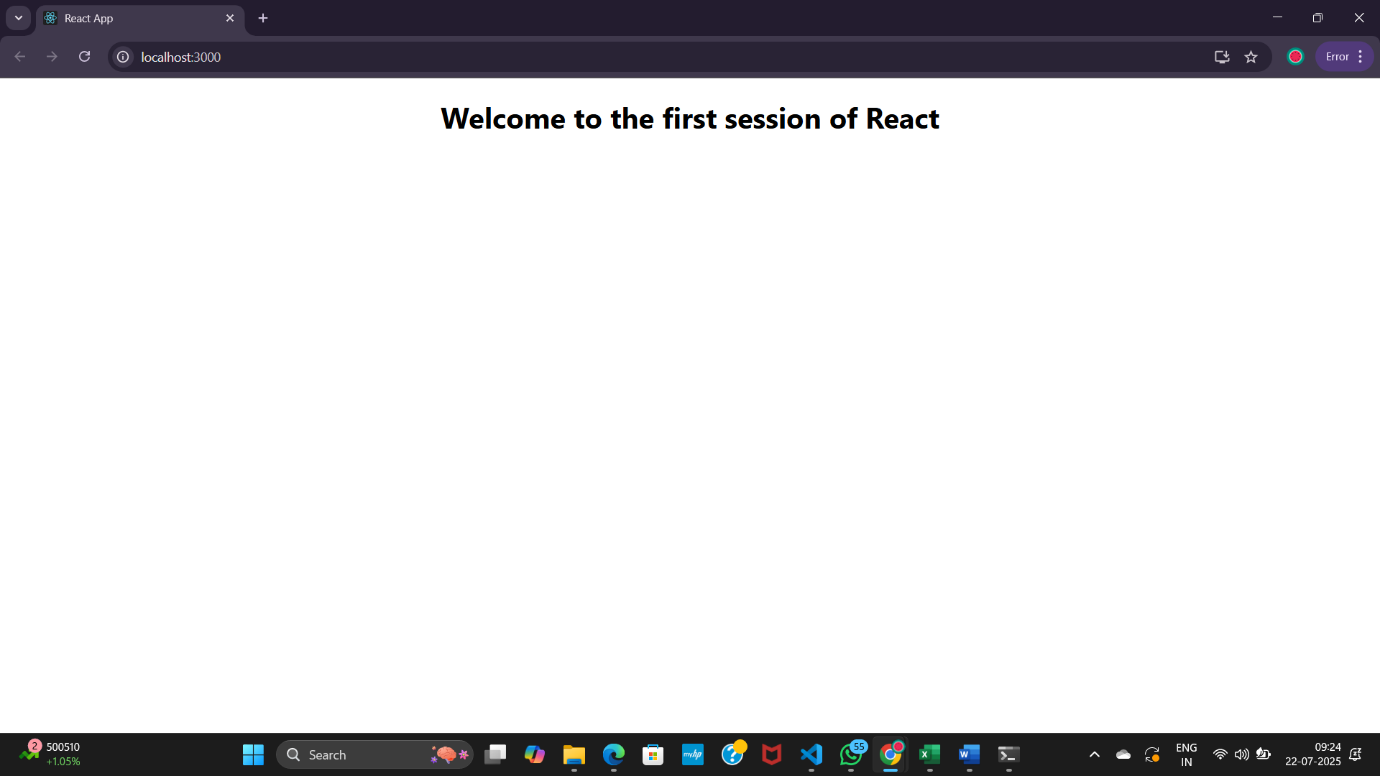 React App
localhost:3000
Error
Welcome to the first session of React
2
500510
+1.05%
Search
myhp
55
ENG
IN
09:24
22-07-2025